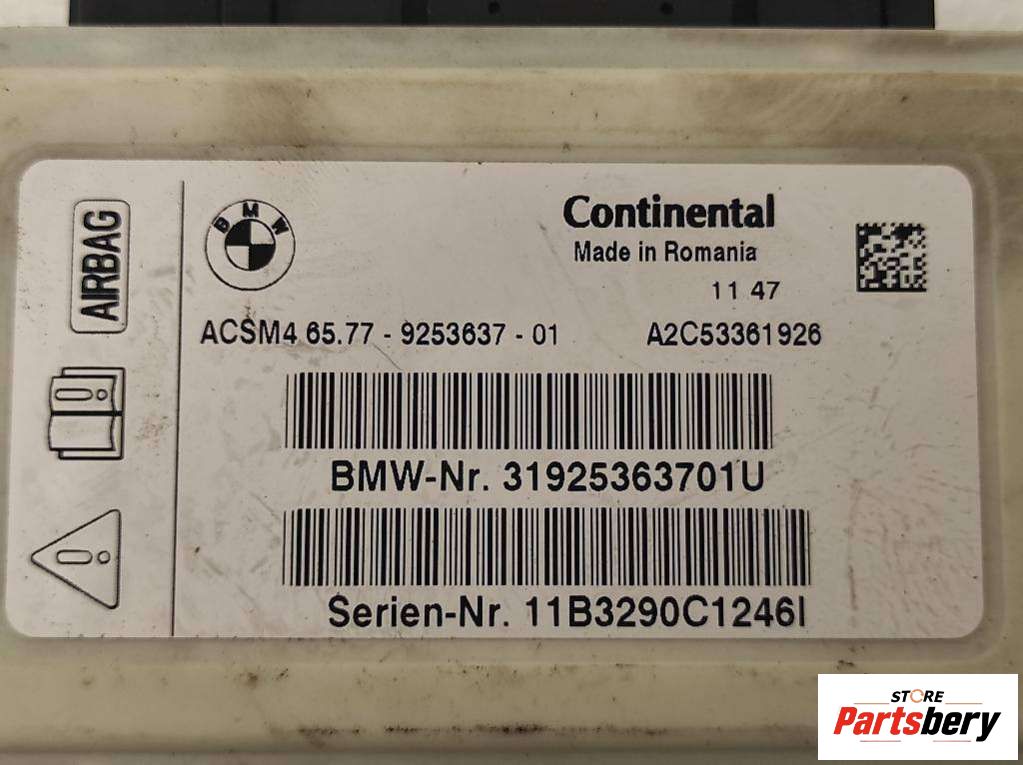 AIRBAG
BMW
Continental
Made in Romania
11 47
ACSM4 65.77 - 9253637 - 01 A2C53361926
BMW-Nr. 31925363701U
Serien-Nr. 11B3290C1246I
STORE
Partsbery